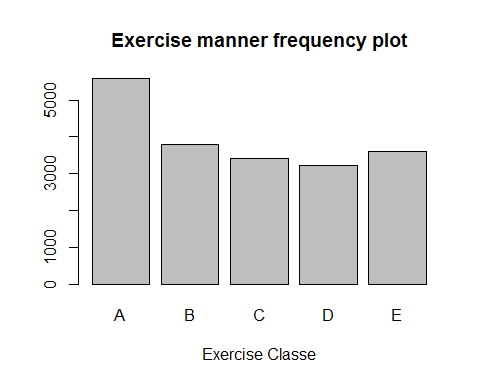 Exercise manner frequency plot
5000
3000
1000
0
A B C D E
Exercise Classe